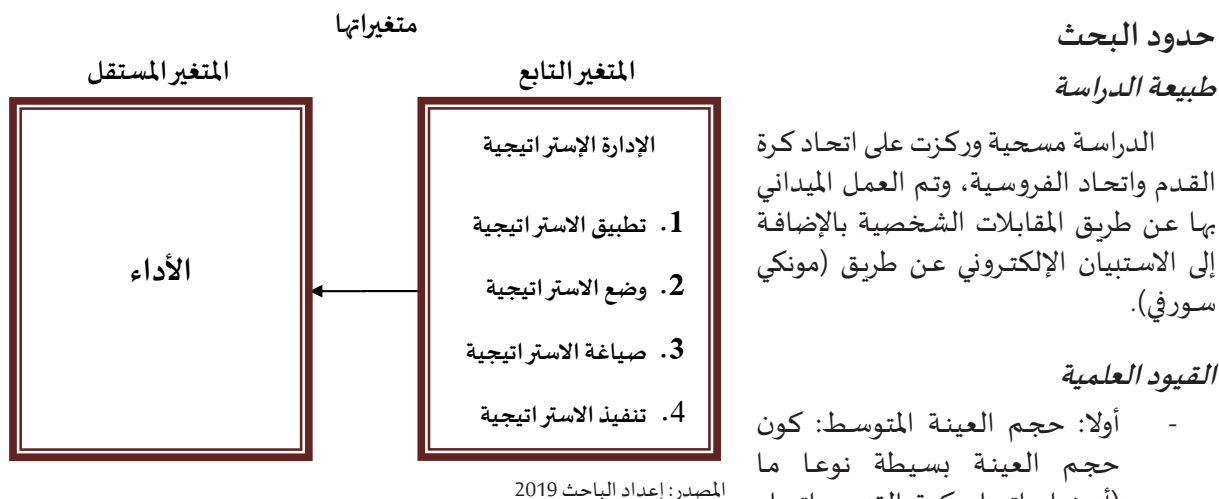 حدود البحث
طبيعة الدراسة
الدراسة مسحية وركزت على اتحاد كرة
القدم واتحاد الفروسية، وتم العمل الميداني
بها عن طريق المقابلات الشخصية بالإضافة
إلى الاستبيان الإلكتروني عن طريق (مونكي
سورفي).
القيود العلمية
- أولا: حجم العينة المتوسط: كون
حجم العينة بسيطة نوعا ما
متغيراتها
المتغير التابع
المتغير المستقل
الإدارة الإستراتيجية
1. تطبيق الاستراتيجية
2. وضع الاستراتيجية
3. صياغة الاستراتيجية
4. تنفيذ الاستراتيجية
الأداء
المصدر: إعداد الباحث 2019